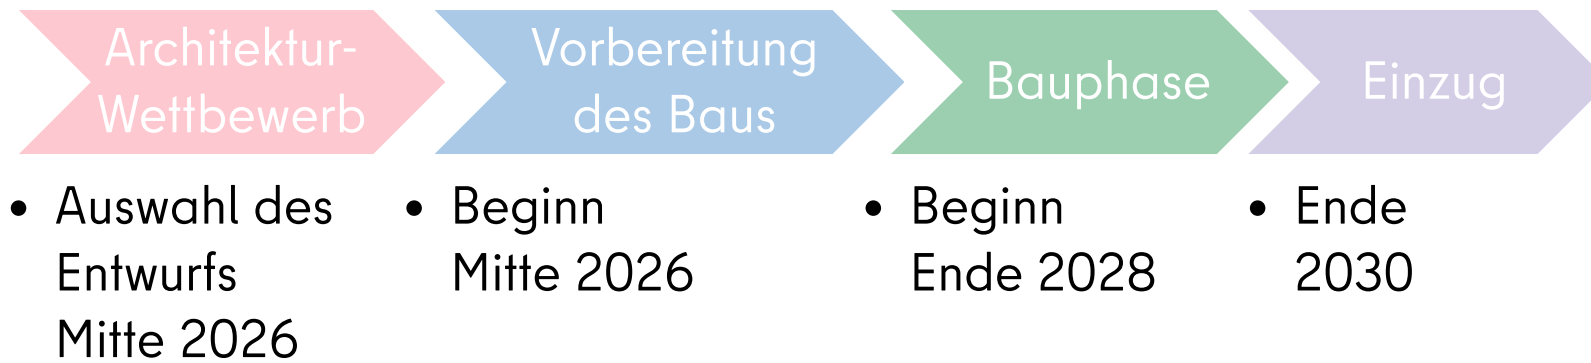 Architektur-
Wettbewerb
Vorbereitung
des Baus
Bauphase
Einzug
• Auswahl des
Entwurfs
Mitte 2026
• Beginn
Mitte 2026
• Beginn
Ende 2028
• Ende
2030